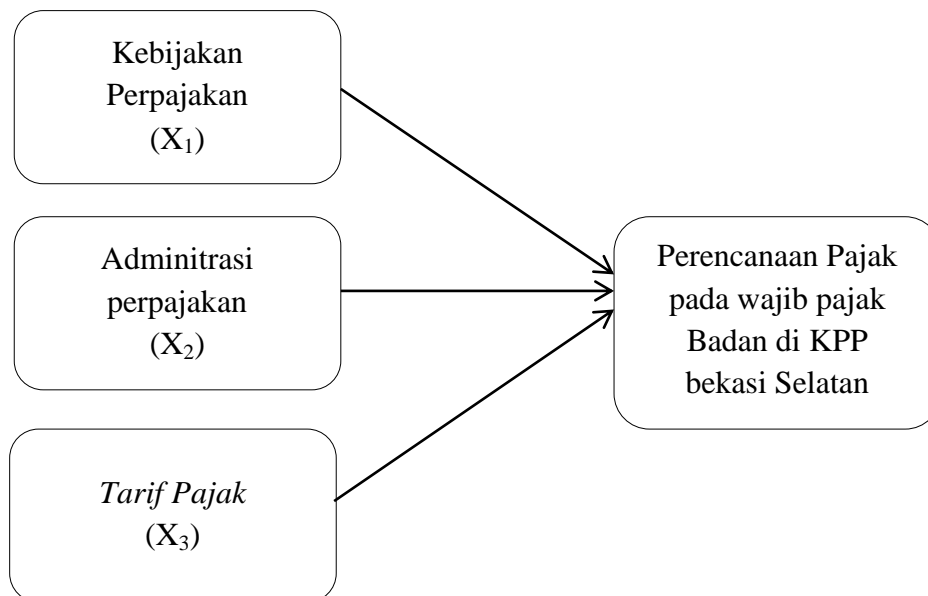 Kebijakan
Perpajakan
(X₁)
Adminitrasi
perpajakan
(X₂)
Tarif Pajak
(X₃)
Perencanaan Pajak
pada wajib pajak
Badan di KPP
bekasi Selatan